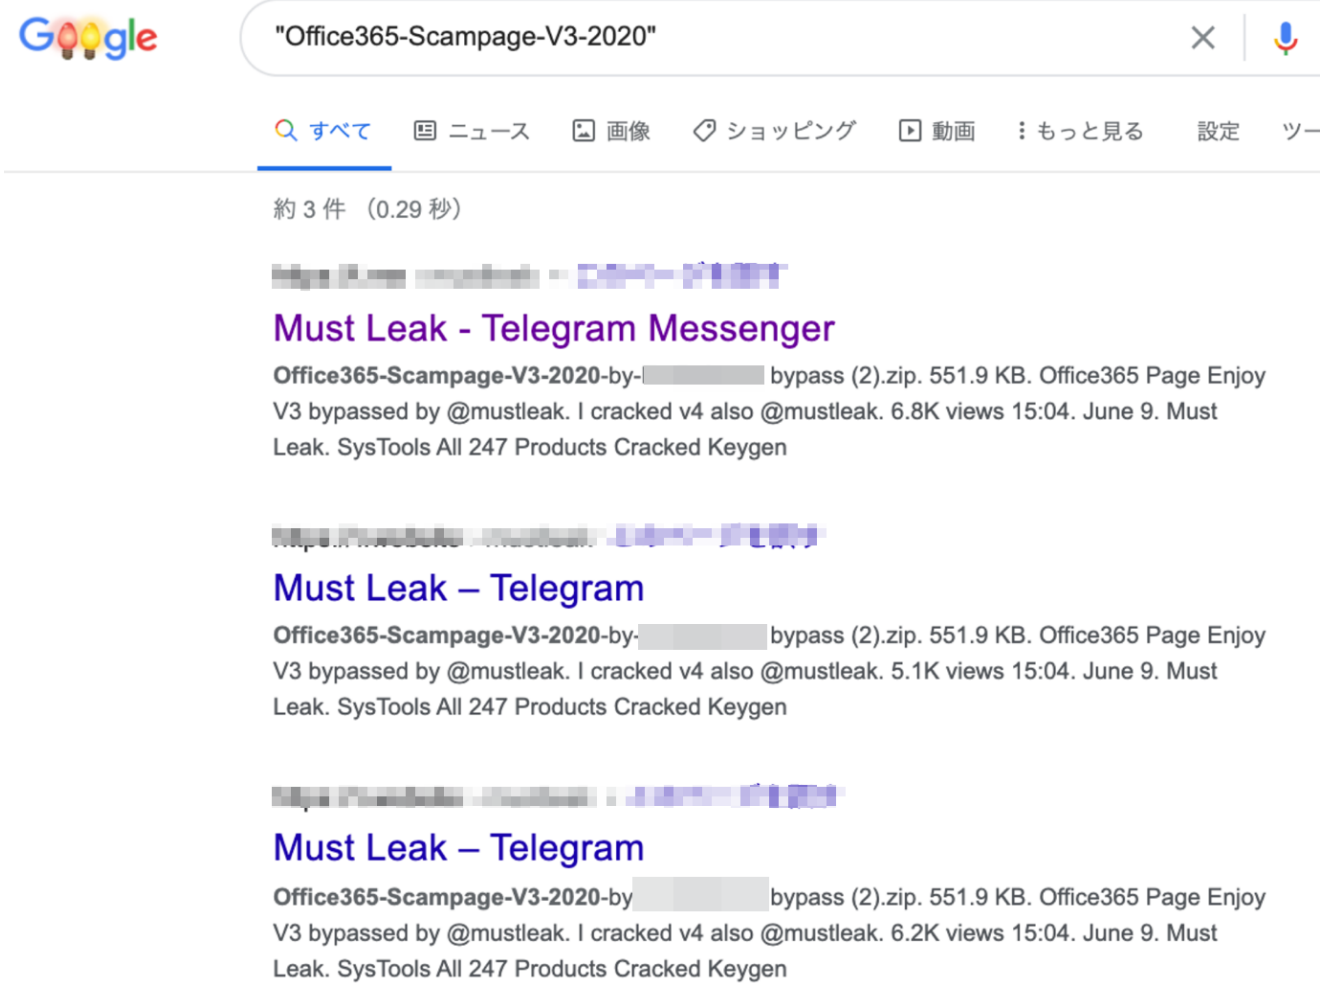 Google
"Office365-Scampage-V3-2020"
すべて ニュース 画像 ショッピング 動画 もっと見る 設定 ツー
約 3 件 （0.29 秒）
Must Leak - Telegram Messenger
Office365-Scampage-V3-2020-by- bypass (2).zip. 551.9 KB. Office365 Page Enjoy
V3 bypassed by @mustleak. I cracked v4 also @mustleak. 6.8K views 15:04. June 9. Must
Leak. SysTools All 247 Products Cracked Keygen
Must Leak – Telegram
Office365-Scampage-V3-2020-by- bypass (2).zip. 551.9 KB. Office365 Page Enjoy
V3 bypassed by @mustleak. I cracked v4 also @mustleak. 5.1K views 15:04. June 9. Must
Leak. SysTools All 247 Products Cracked Keygen
Must Leak – Telegram
Office365-Scampage-V3-2020-by bypass (2).zip. 551.9 KB. Office365 Page Enjoy
V3 bypassed by @mustleak. I cracked v4 also @mustleak. 6.2K views 15:04. June 9. Must
Leak. SysTools All 247 Products Cracked Keygen